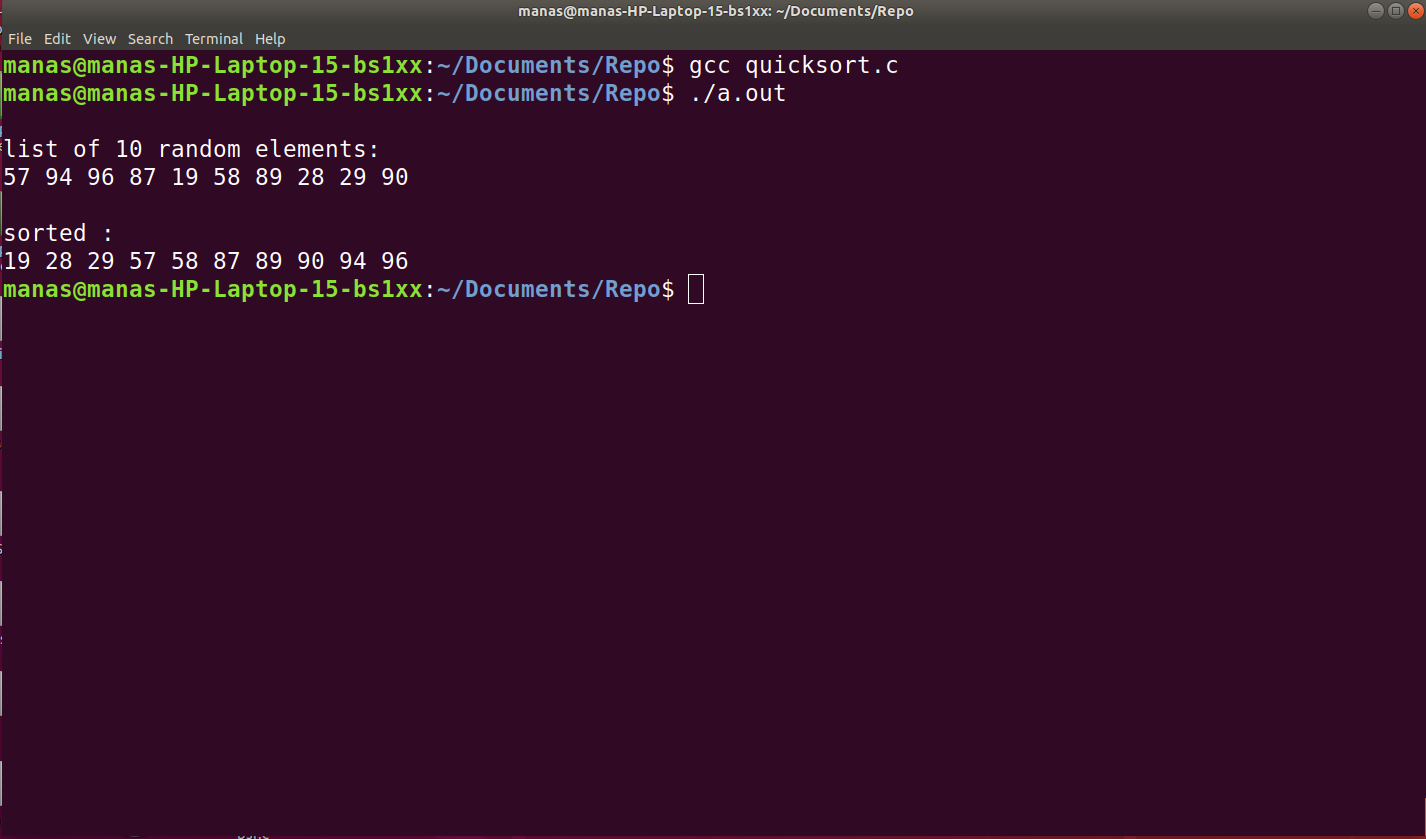 manas@manas-HP-Laptop-15-bs1xx: ~/Documents/Repo
File Edit View Search Terminal Help
manas@manas-HP-Laptop-15-bs1xx:~/Documents/Repo$ gcc quicksort.c
manas@manas-HP-Laptop-15-bs1xx:~/Documents/Repo$ ./a.out
list of 10 random elements:
57 94 96 87 19 58 89 28 29 90
sorted :
19 28 29 57 58 87 89 90 94 96
manas@manas-HP-Laptop-15-bs1xx:~/Documents/Repo$